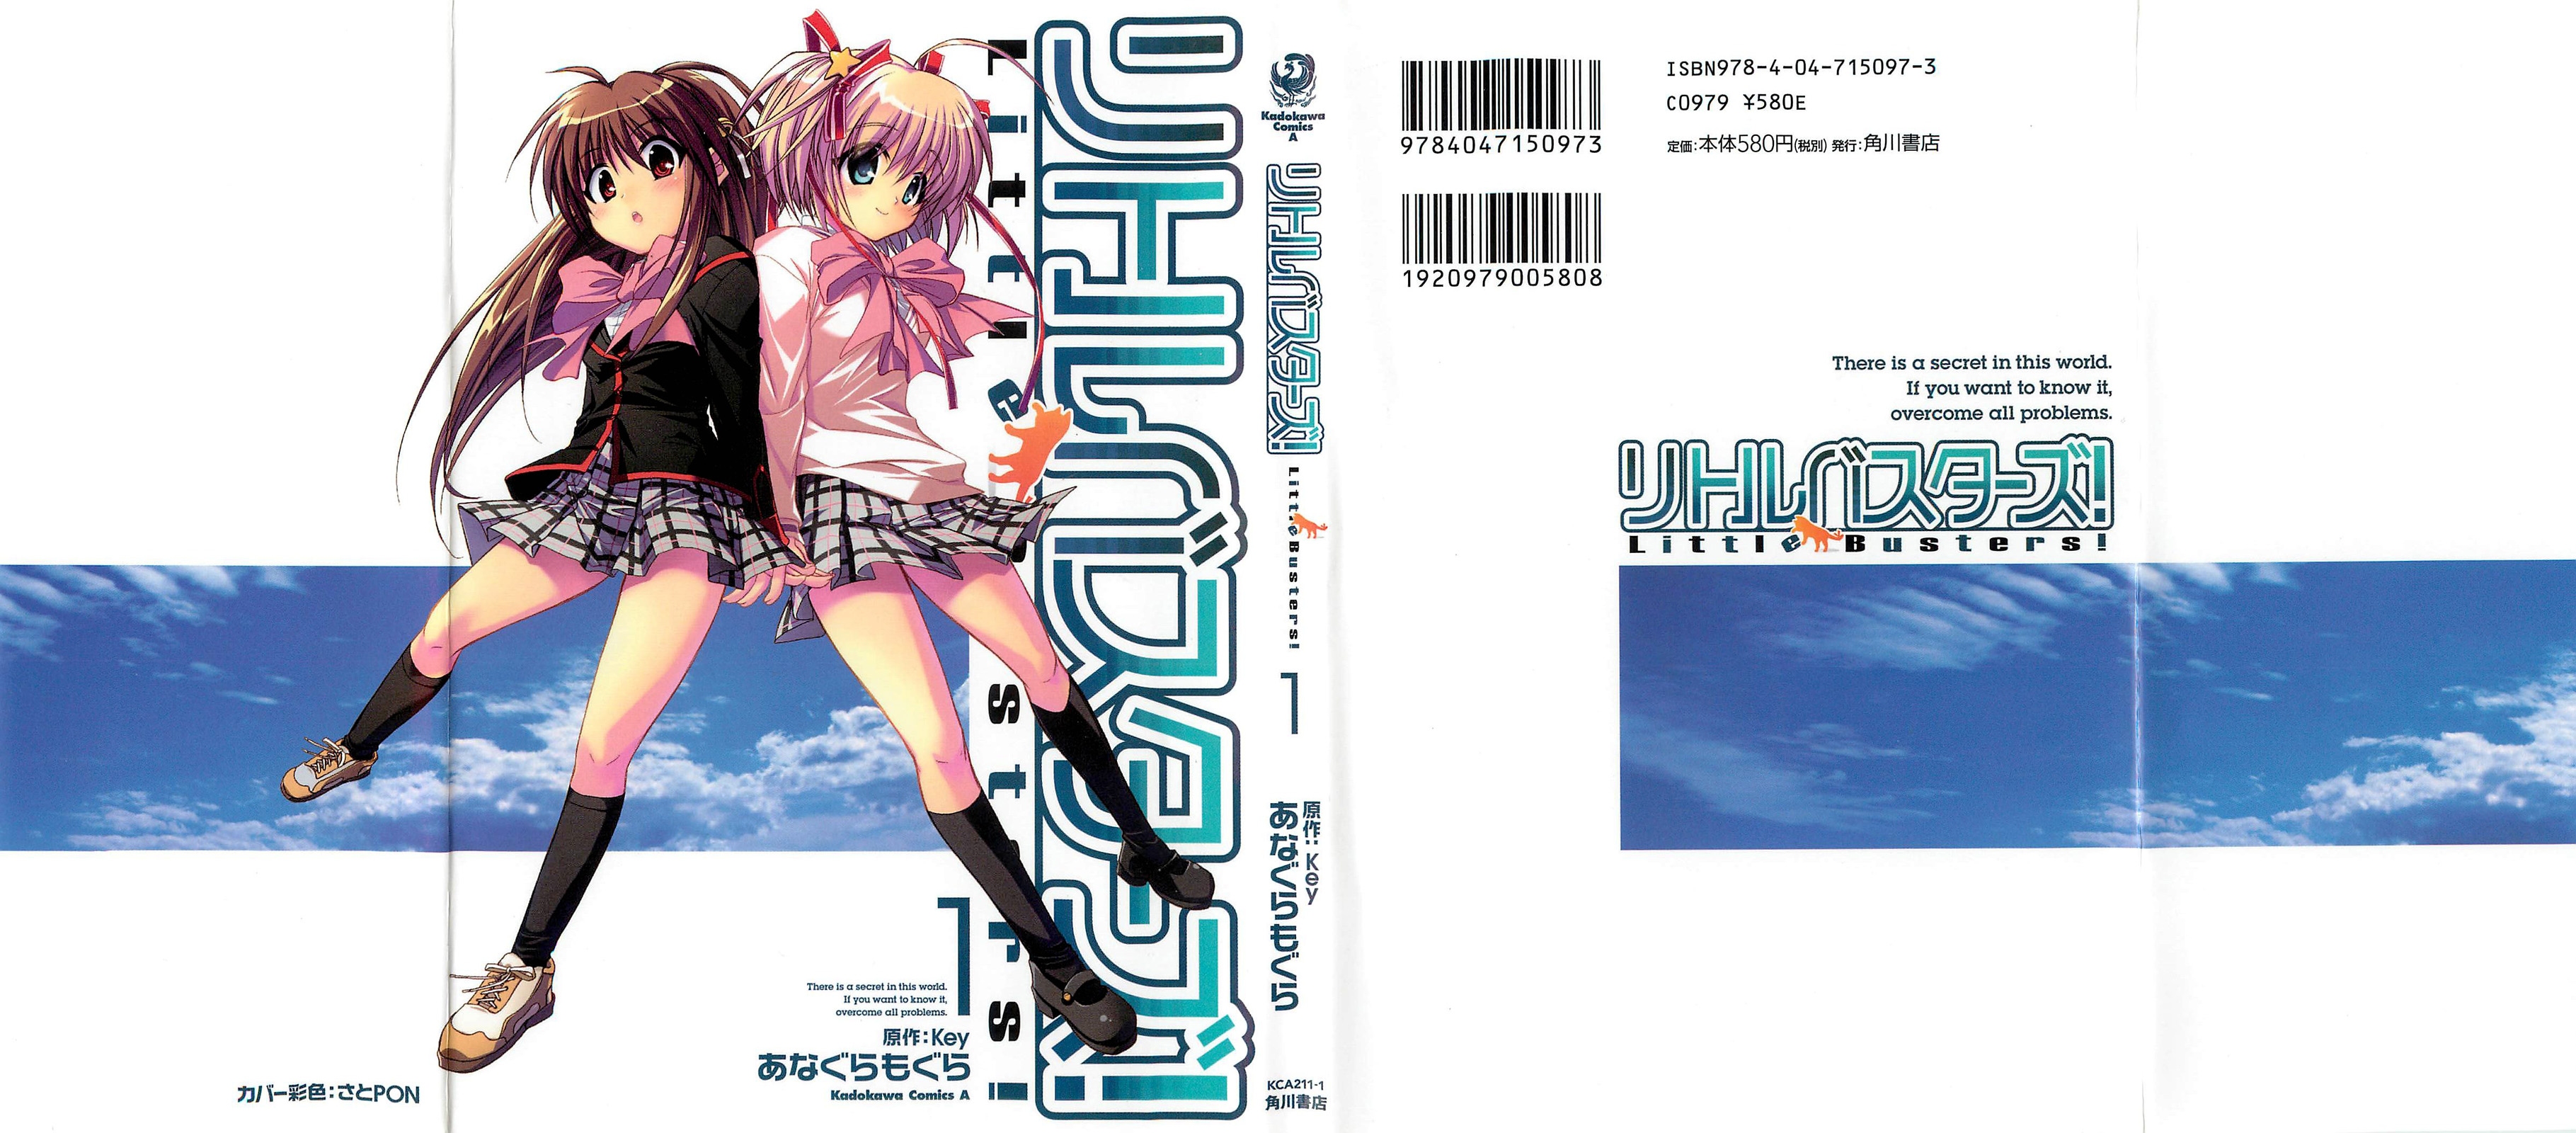 リトルバスターズ!
Little Busters!
1
There is a secret in this world.
If you want to know it,
overcome all problems.
原作:Key
あなぐらもぐら
Kadokawa Comics A
カバー彩色:さとPON
Kadokawa
Comics
A
リトルバスターズ!
Little Busters!
1
原作:Key
あなぐらもぐら
KCA211-1
角川書店
9784047150973
1920979005808
ISBN978-4-04-715097-3
C0979 ¥580E
定価:本体580円(税別) 発行:角川書店
There is a secret in this world.
If you want to know it,
overcome all problems.
リトルバスターズ!
Little Busters!